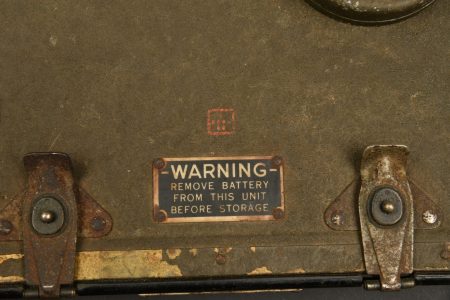 -WARNING-
REMOVE BATTERY
FROM THIS UNIT
BEFORE STORAGE